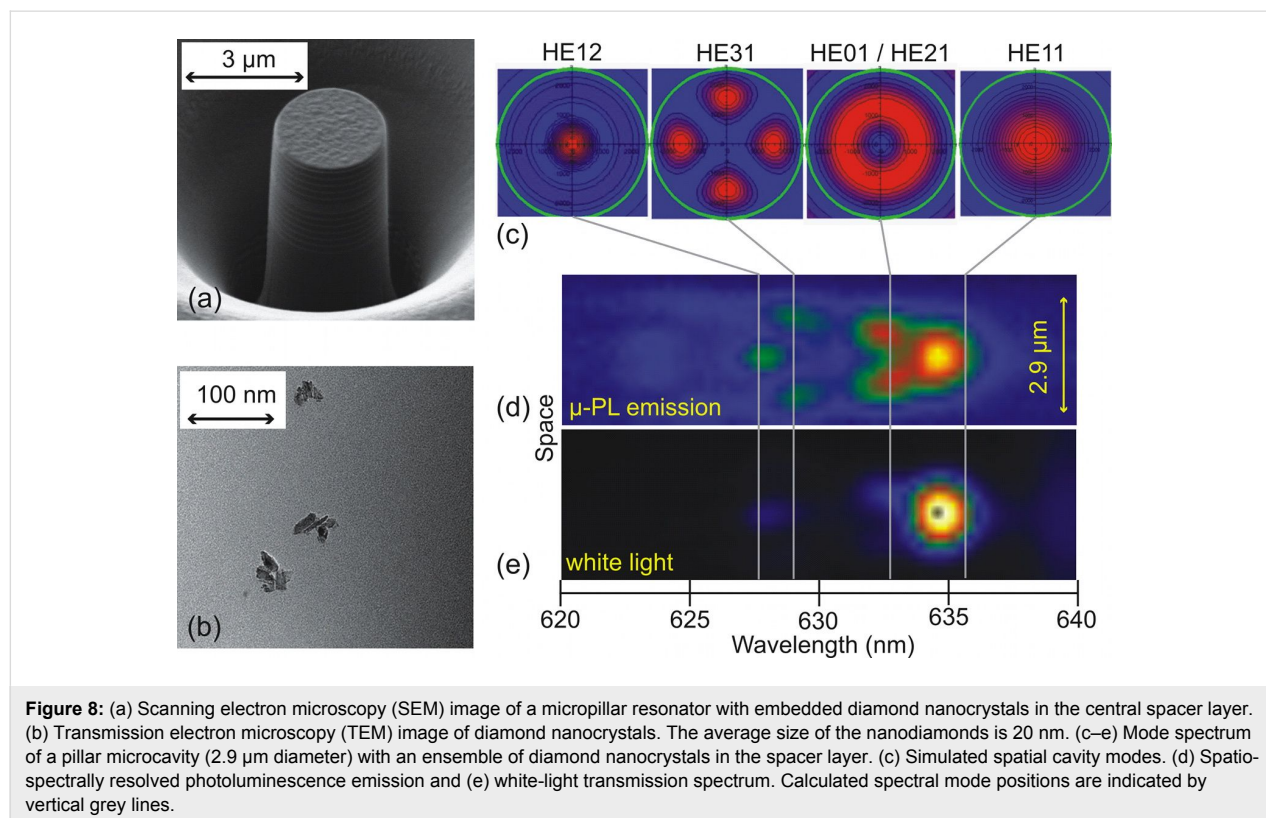 3 µm
(a)
100 nm
(b)
HE12 HE31 HE01 / HE21 HE11
(c)
2.9 µm
(d)
µ-PL emission
Space
(e)
white light
620 625 630 635 640
Wavelength (nm)
Figure 8: (a) Scanning electron microscopy (SEM) image of a micropillar resonator with embedded diamond nanocrystals in the central spacer layer.
(b) Transmission electron microscopy (TEM) image of diamond nanocrystals. The average size of the nanodiamonds is 20 nm. (c–e) Mode spectrum
of a pillar microcavity (2.9 µm diameter) with an ensemble of diamond nanocrystals in the spacer layer. (c) Simulated spatial cavity modes. (d) Spatio-
spectrally resolved photoluminescence emission and (e) white-light transmission spectrum. Calculated spectral mode positions are indicated by
vertical grey lines.